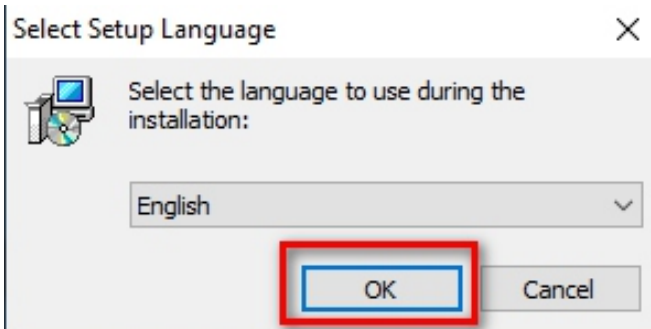 Select Setup Language
Select the language to use during the
installation:
English
OK
Cancel